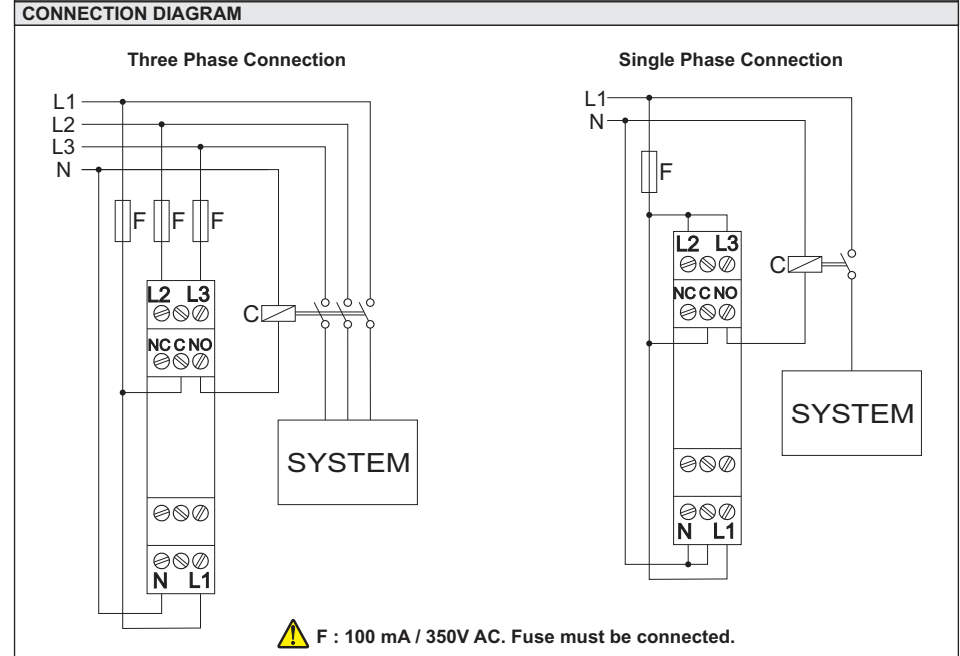 CONNECTION DIAGRAM
Three Phase Connection
L1
L2
L3
N
F F F
L2 L3
C
NC C NO
SYSTEM
N L1
Single Phase Connection
L1
N
F
L2 L3
C
NC C NO
SYSTEM
N L1
F : 100 mA / 350V AC. Fuse must be connected.